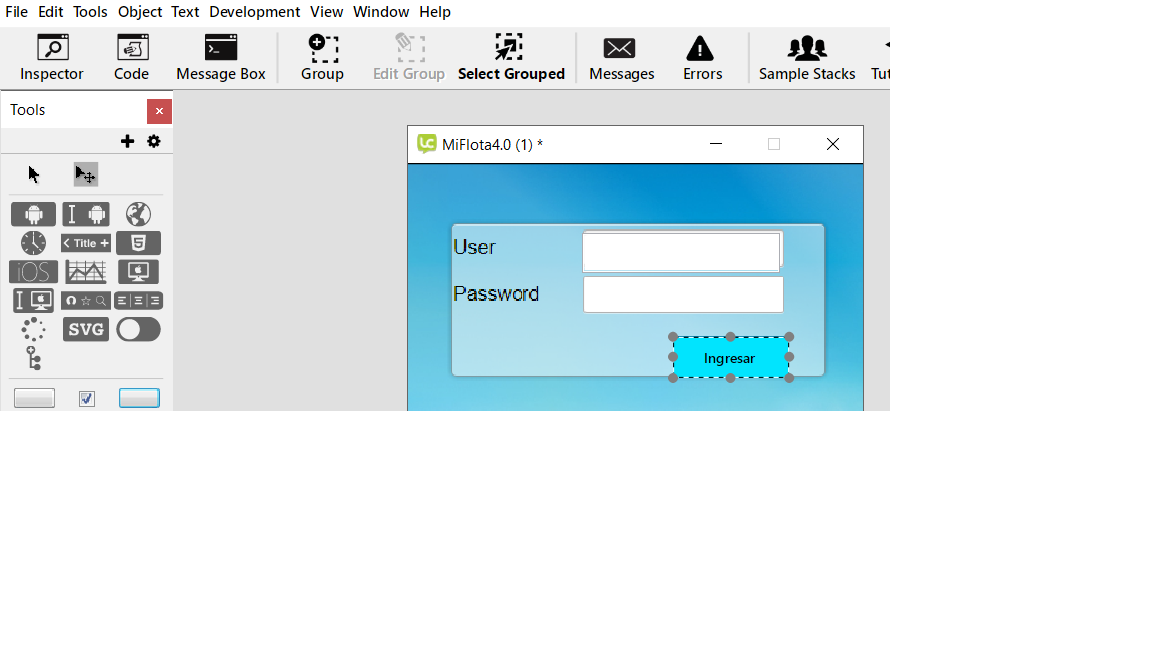 File Edit Tools Object Text Development View Window Help
Inspector Code Message Box Group Edit Group Select Grouped Messages Errors Sample Stacks Tut
Tools
MiFlota4.0 (1) *
User
Password
Ingresar
< Title +
iOS
SVG